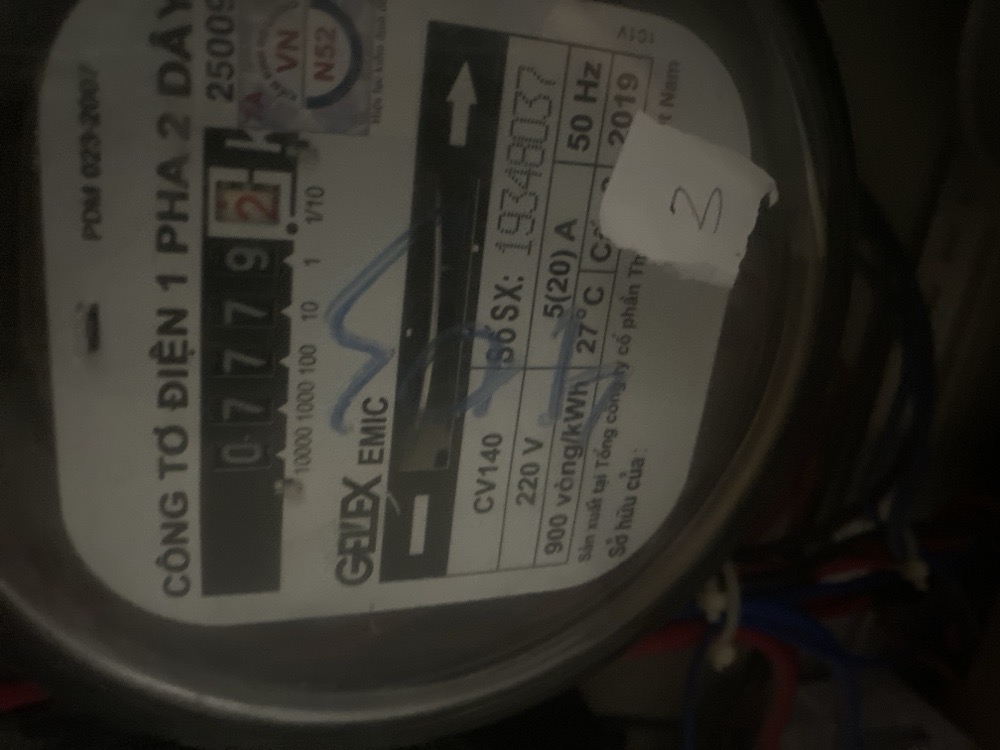 PDM 023-2007
CÔNG TƠ ĐIỆN 1 PHA 2 DÂY
25009
VN
N52
0 7 7 7 9 2
10000 1000 100 10 1 1/10
GELEX EMIC
CV140
Số SX: 19348037
220 V
5(20) A
50 Hz
900 vòng/kWh
27°C
2019
Sản xuất tại Tổng công ty cổ phần Th
t Nam
Sở hữu của:
3